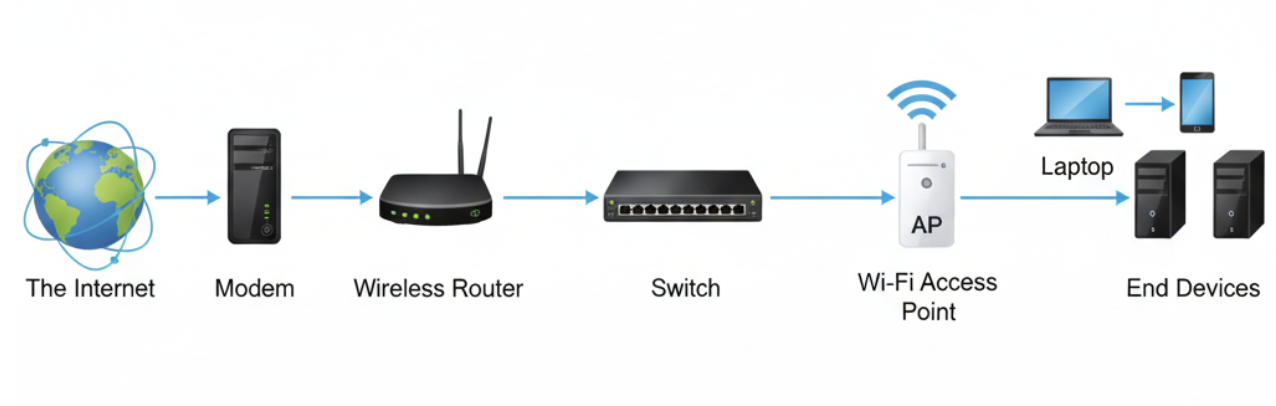 Laptop
AP
The Internet
Modem
Wireless Router
Switch
Wi-Fi Access
Point
End Devices